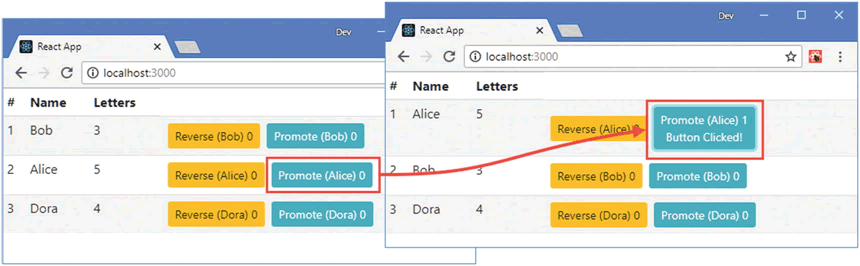 Dev
React App
localhost:3000
# Name Letters
1 Bob 3 Reverse (Bob) 0 Promote (Bob) 0
2 Alice 5 Reverse (Alice) 0 Promote (Alice) 0
3 Dora 4 Reverse (Dora) 0 Promote (Dora) 0
Dev
React App
localhost:3000
# Name Letters
1 Alice 5 Reverse (Alice) 0 Promote (Alice) 1
Button Clicked!
2 Bob 3 Reverse (Bob) 0 Promote (Bob) 0
3 Dora 4 Reverse (Dora) 0 Promote (Dora) 0